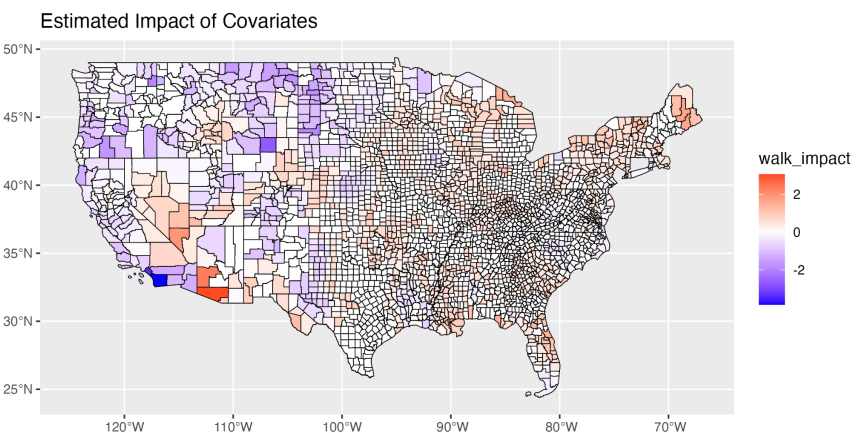 Estimated Impact of Covariates
50°N
45°N
40°N
35°N
30°N
25°N
120°W 110°W 100°W 90°W 80°W 70°W
walk_impact
2
0
-2